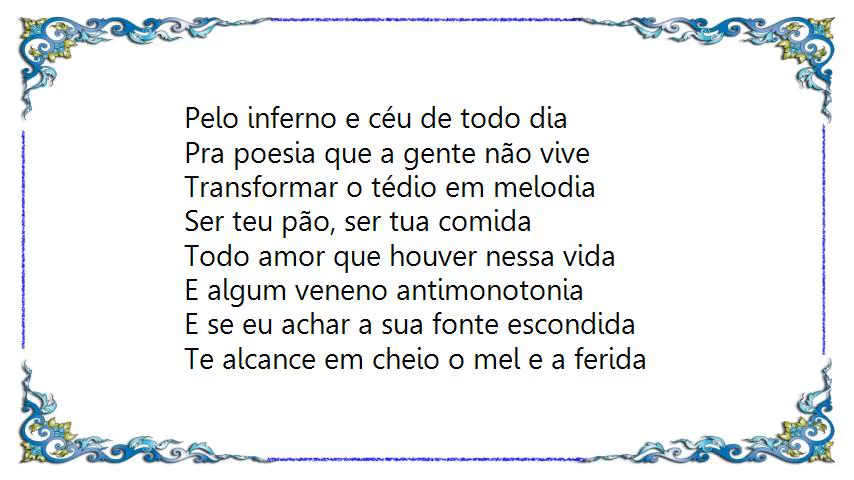 Pelo inferno e céu de todo dia
Pra poesia que a gente não vive
Transformar o tédio em melodia
Ser teu pão, ser tua comida
Todo amor que houver nessa vida
E algum veneno antimonotonia
E se eu achar a sua fonte escondida
Te alcance em cheio o mel e a ferida